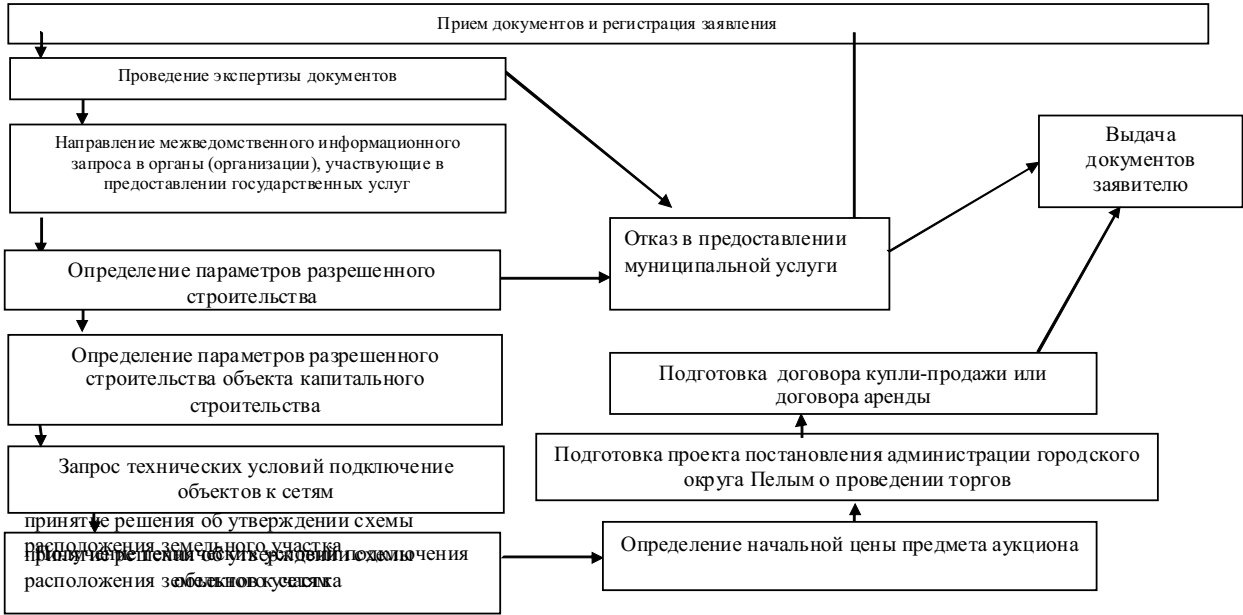 Прием документов и регистрация заявления
Проведение экспертизы документов
Направление межведомственного информационного
запроса в органы (организации), участвующие в
предоставлении государственных услуг
Выдача
документов
заявителю
Отказ в предоставлении
муниципальной услуги
Определение параметров разрешенного
строительства
Определение параметров разрешенного
строительства объекта капитального
строительства
Подготовка договора купли-продажи или
договора аренды
Запрос технических условий подключение
объектов к сетям
Подготовка проекта постановления администрации городского
округа Пелым о проведении торгов
принятие решения об утверждении схемы
расположения земельного участка
подключения
расположения
Определение начальной цены предмета аукциона